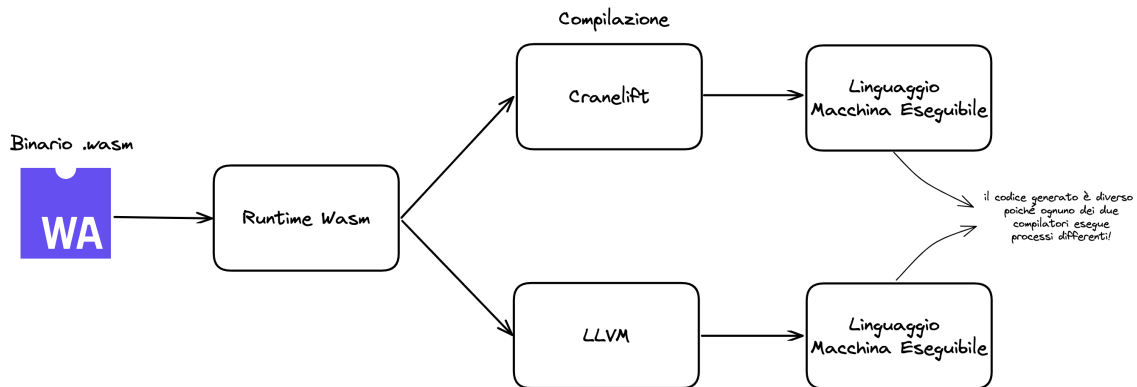 Compilazione
Cranelift
Linguaggio
Macchina Eseguibile
Binario .wasm
WA
Runtime Wasm
il codice generato è diverso
poiché ognuno dei due
compilatori esegue
processi differenti!
LLVM
Linguaggio
Macchina Eseguibile